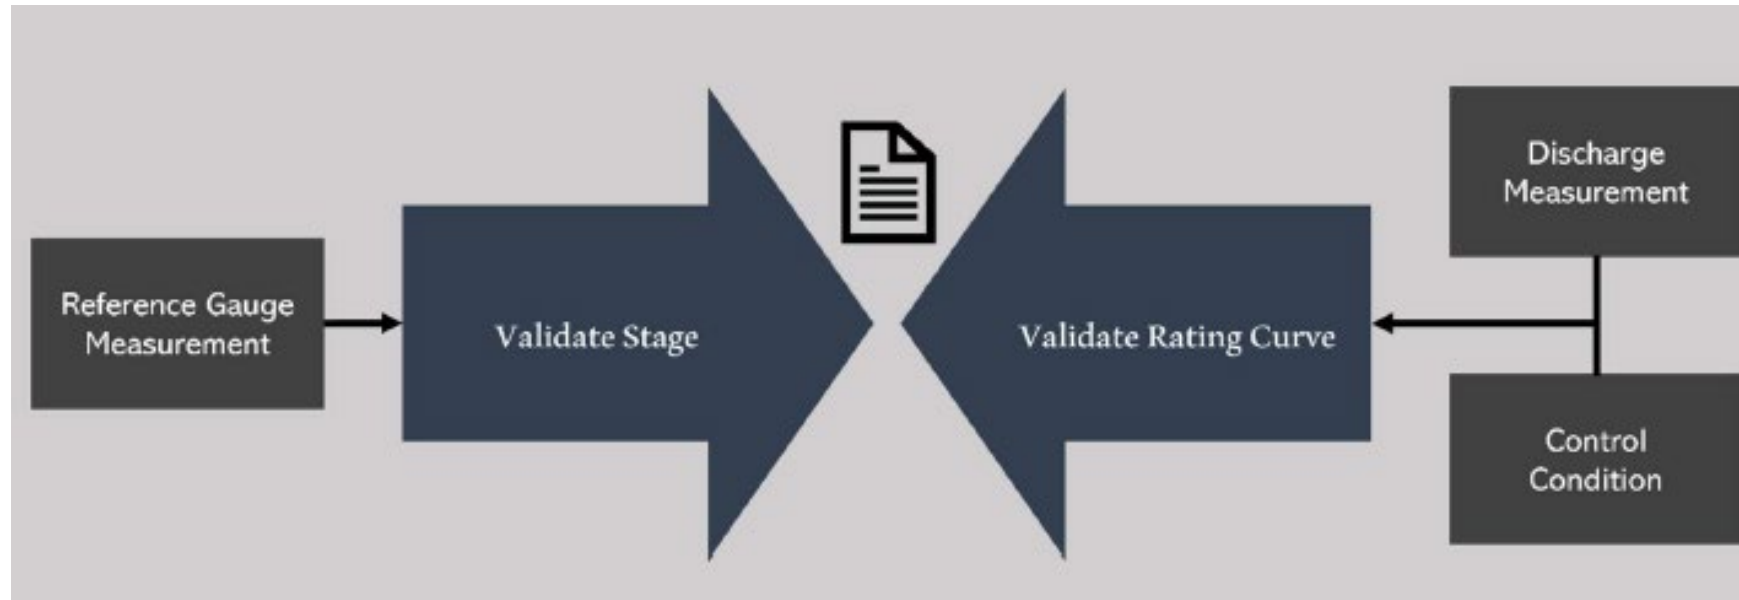 Reference Gauge
Measurement
Validate Stage
Validate Rating Curve
Discharge
Measurement
Control
Condition